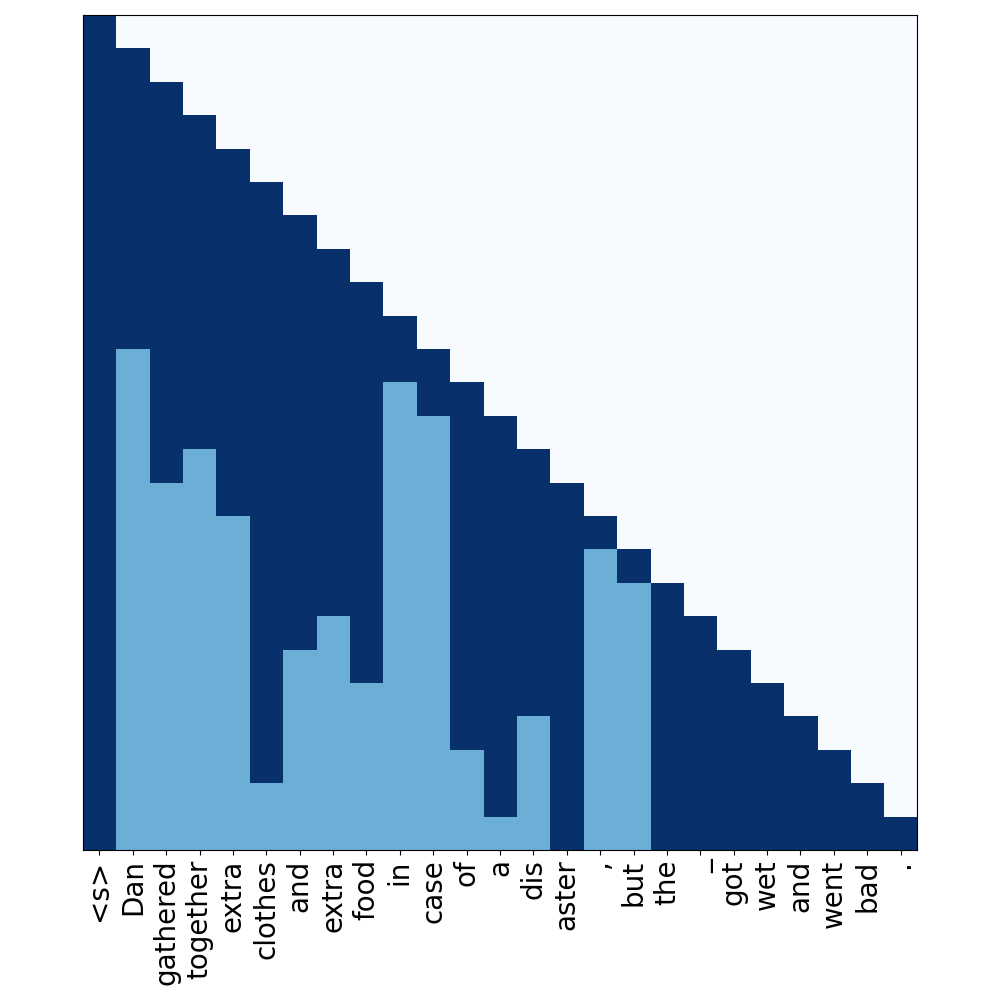 <s> Dan gathered together extra clothes and extra food in case of a dis aster , but the _ got wet and went bad .